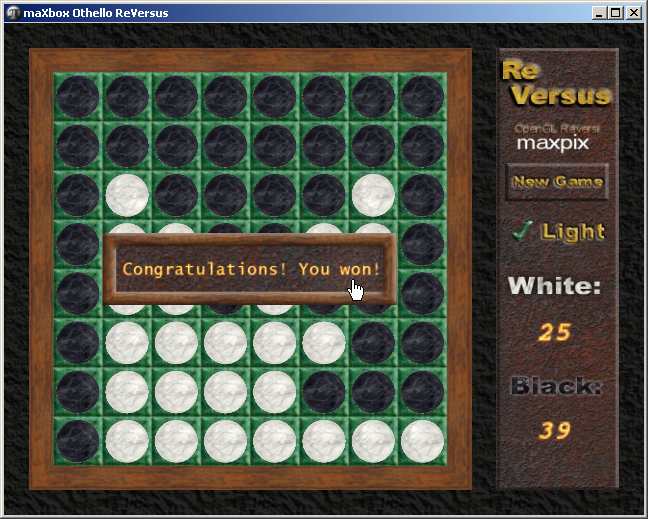 maXbox Othello ReVersus
Re
Versus
OpenGL Reversi
maxpix
New Game
Light
White:
25
Black:
39
Congratulations! You won!